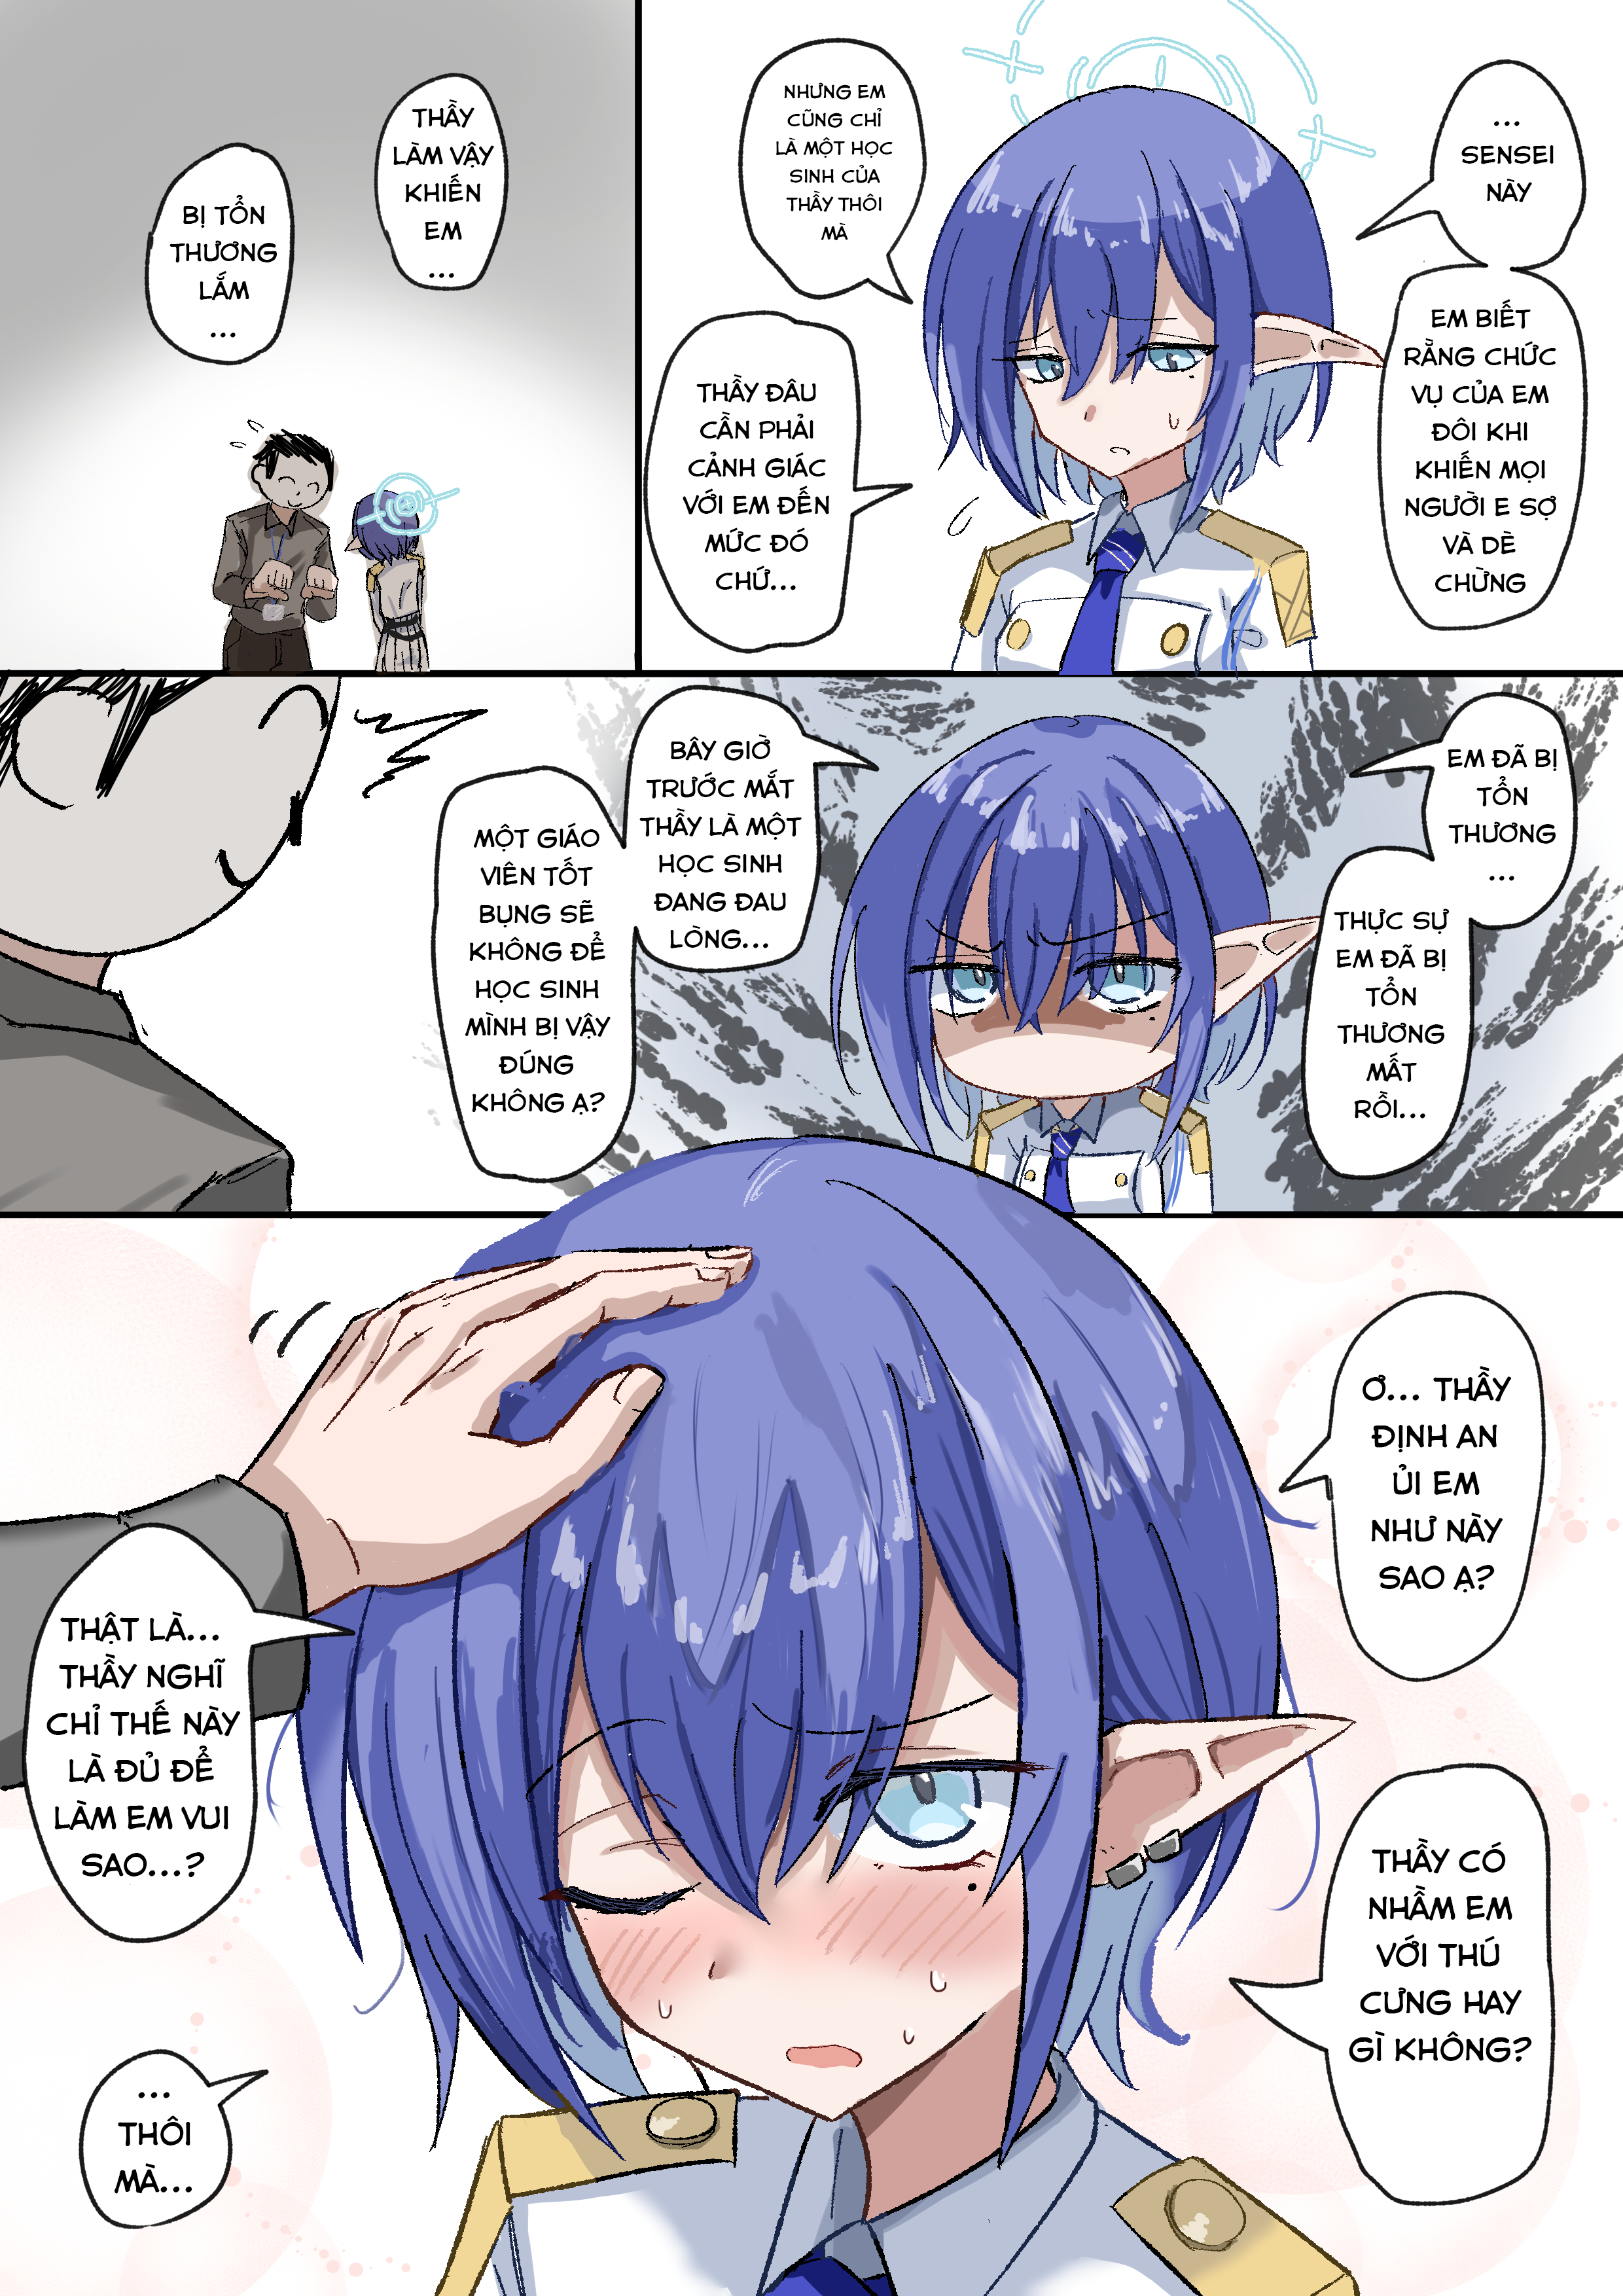 ...
SENSEI
NÀY
EM BIẾT
RẰNG CHỨC
VỤ CỦA EM
ĐÔI KHI
KHIẾN MỌI
NGƯỜI E SỢ
VÀ DÈ
CHỪNG
NHƯNG EM
CŨNG CHỈ
LÀ MỘT HỌC
SINH CỦA
THẦY THÔI
MÀ
THẦY ĐÂU
CẦN PHẢI
CẢNH GIÁC
VỚI EM ĐẾN
MỨC ĐÓ
CHỨ...
THẦY
LÀM VẬY
KHIẾN
EM
...
BỊ TỔN
THƯƠNG
LẮM
...
EM ĐÃ BỊ
TỔN
THƯƠNG
...
THỰC SỰ
EM ĐÃ BỊ
TỔN
THƯƠNG
MẤT
RỒI...
BÂY GIỜ
TRƯỚC MẮT
THẦY LÀ MỘT
HỌC SINH
ĐANG ĐAU
LÒNG...
MỘT GIÁO
VIÊN TỐT
BỤNG SẼ
KHÔNG ĐỂ
HỌC SINH
MÌNH BỊ VẬY
ĐÚNG
KHÔNG Ạ?
Ơ... THẦY
ĐỊNH AN
ỦI EM
NHƯ NÀY
SAO Ạ?
THẦY CÓ
NHẦM EM
VỚI THÚ
CƯNG HAY
GÌ KHÔNG?
THẬT LÀ...
THẦY NGHĨ
CHỈ THẾ NÀY
LÀ ĐỦ ĐỂ
LÀM EM VUI
SAO...?
...
THÔI
MÀ...